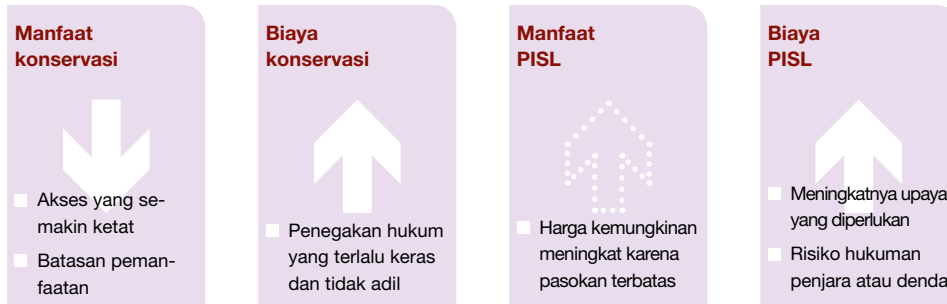 Manfaat
konservasi
Akses yang se-
makin ketat
Batasan peman-
faatan
Biaya
konservasi
Penegakan hukum
yang terlalu keras
dan tidak adil
Manfaat
PISL
Harga kemungkinan
meningkat karena
pasokan terbatas
Biaya
PISL
Meningkatnya upaya
yang diperlukan
Risiko hukuman
penjara atau denda